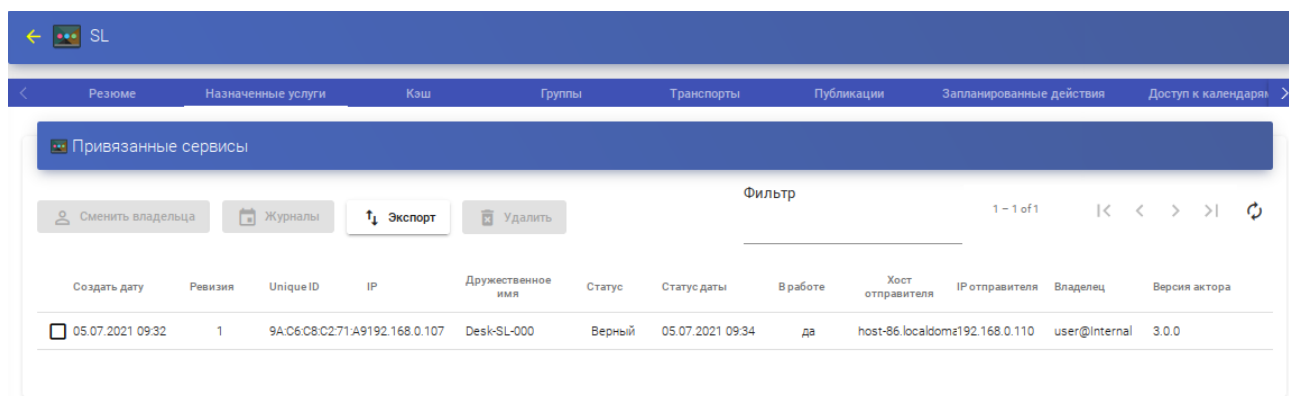 SL
Резюме Назначенные услуги Кэш Группы Транспорты Публикации Запланированные действия Доступ к календарям
Привязанные сервисы
Фильтр
Сменить владельца Журналы Экспорт Удалить 1 – 1 of 1
Создать дату Ревизия Unique ID IP Дружественное имя Статус Статус даты В работе Хост отправителя IP отправителя Владелец Версия актора
05.07.2021 09:32 1 9A:C6:C8:C2:71:A9 192.168.0.107 Desk-SL-000 Верный 05.07.2021 09:34 да host-86.localdoma 192.168.0.110 user@Internal 3.0.0